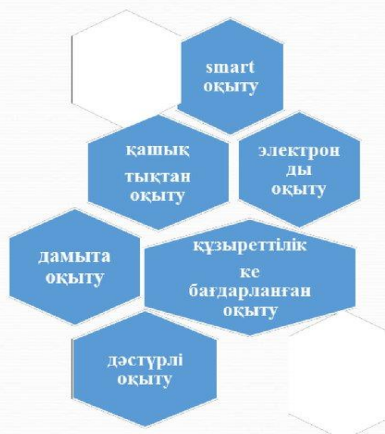 smart
оқыту
қашық
тықтан
оқыту
электрон
ды
оқыту
дамыта
оқыту
құзыреттілік
ке
бағдарланған
оқыту
дәстүрлі
оқыту